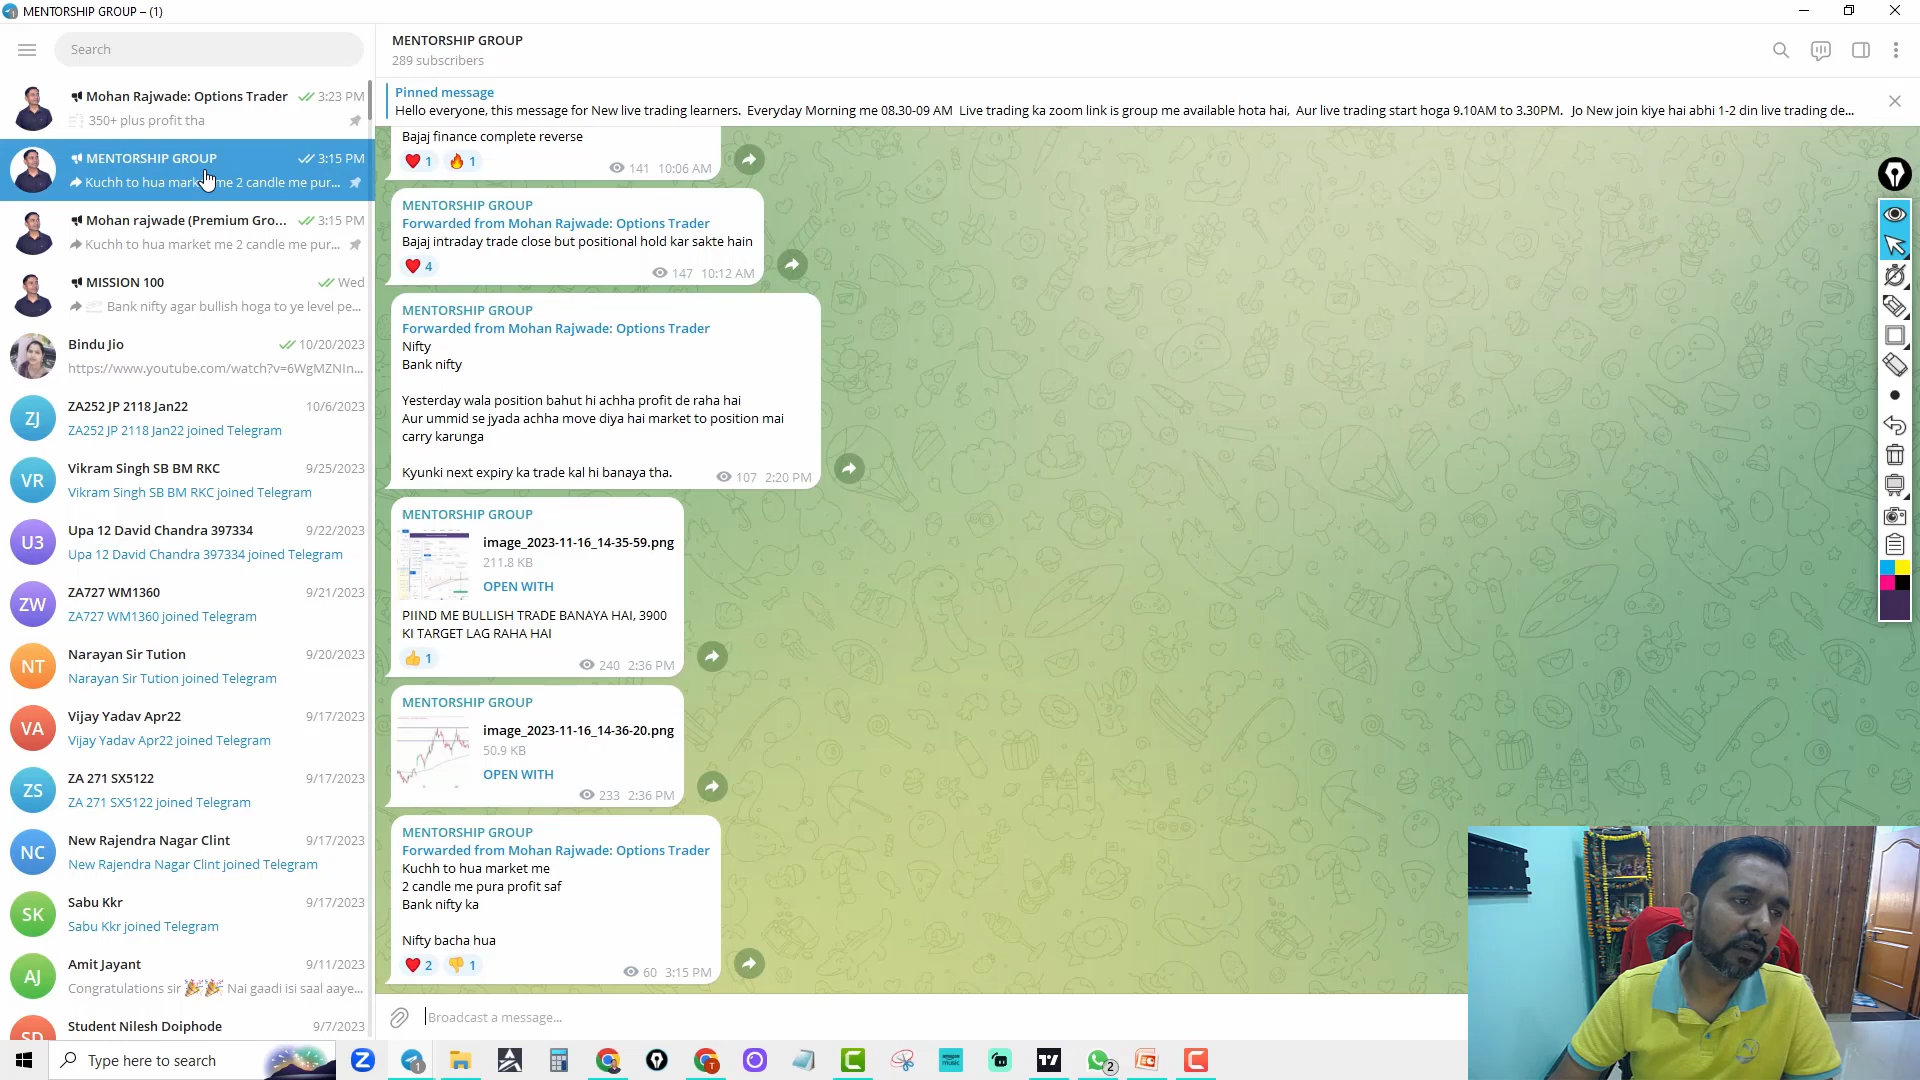 MENTORSHIP GROUP – (1)
Search
Mohan Rajwade: Options Trader 3:23 PM
350+ plus profit tha
MENTORSHIP GROUP 3:15 PM
Kuchh to hua mark me 2 candle me pur...
Mohan rajwade (Premium Gro... 3:15 PM
Kuchh to hua market me 2 candle me pur...
MISSION 100 Wed
Bank nifty agar bullish hoga to ye level pe...
Bindu Jio 10/20/2023
https://www.youtube.com/watch?v=6WgMZNIn...
ZJ
ZA252 JP 2118 Jan22 10/6/2023
ZA252 JP 2118 Jan22 joined Telegram
VR
Vikram Singh SB BM RKC 9/25/2023
Vikram Singh SB BM RKC joined Telegram
U3
Upa 12 David Chandra 397334 9/22/2023
Upa 12 David Chandra 397334 joined Telegram
ZW
ZA727 WM1360 9/21/2023
ZA727 WM1360 joined Telegram
NT
Narayan Sir Tution 9/20/2023
Narayan Sir Tution joined Telegram
VA
Vijay Yadav Apr22 9/17/2023
Vijay Yadav Apr22 joined Telegram
ZS
ZA 271 SX5122 9/17/2023
ZA 271 SX5122 joined Telegram
NC
New Rajendra Nagar Clint 9/17/2023
New Rajendra Nagar Clint joined Telegram
SK
Sabu Kkr 9/17/2023
Sabu Kkr joined Telegram
AJ
Amit Jayant 9/11/2023
Congratulations sir 🎉🎉 Nai gaadi isi saal aaye...
SD
Student Nilesh Doiphode 9/7/2023
MENTORSHIP GROUP
289 subscribers
Pinned message
Hello everyone, this message for New live trading learners. Everyday Morning me 08.30-09 AM Live trading ka zoom link is group me available hota hai, Aur live trading start hoga 9.10AM to 3.30PM. Jo New join kiye hai abhi 1-2 din live trading de...
Bajaj finance complete reverse
❤️ 1 🔥 1 141 10:06 AM
MENTORSHIP GROUP
Forwarded from Mohan Rajwade: Options Trader
Bajaj intraday trade close but positional hold kar sakte hain
❤️ 4 147 10:12 AM
MENTORSHIP GROUP
Forwarded from Mohan Rajwade: Options Trader
Nifty
Bank nifty
Yesterday wala position bahut hi achha profit de raha hai
Aur ummid se jyada achha move diya hai market to position mai
carry karunga
Kyunki next expiry ka trade kal hi banaya tha. 107 2:20 PM
MENTORSHIP GROUP
image_2023-11-16_14-35-59.png
211.8 KB
OPEN WITH
PIIND ME BULLISH TRADE BANAYA HAI, 3900
KI TARGET LAG RAHA HAI
👍 1 240 2:36 PM
MENTORSHIP GROUP
image_2023-11-16_14-36-20.png
50.9 KB
OPEN WITH
233 2:36 PM
MENTORSHIP GROUP
Forwarded from Mohan Rajwade: Options Trader
Kuchh to hua market me
2 candle me pura profit saf
Bank nifty ka
Nifty bacha hua
❤️ 2 👎 1 60 3:15 PM
Broadcast a message...
Type here to search